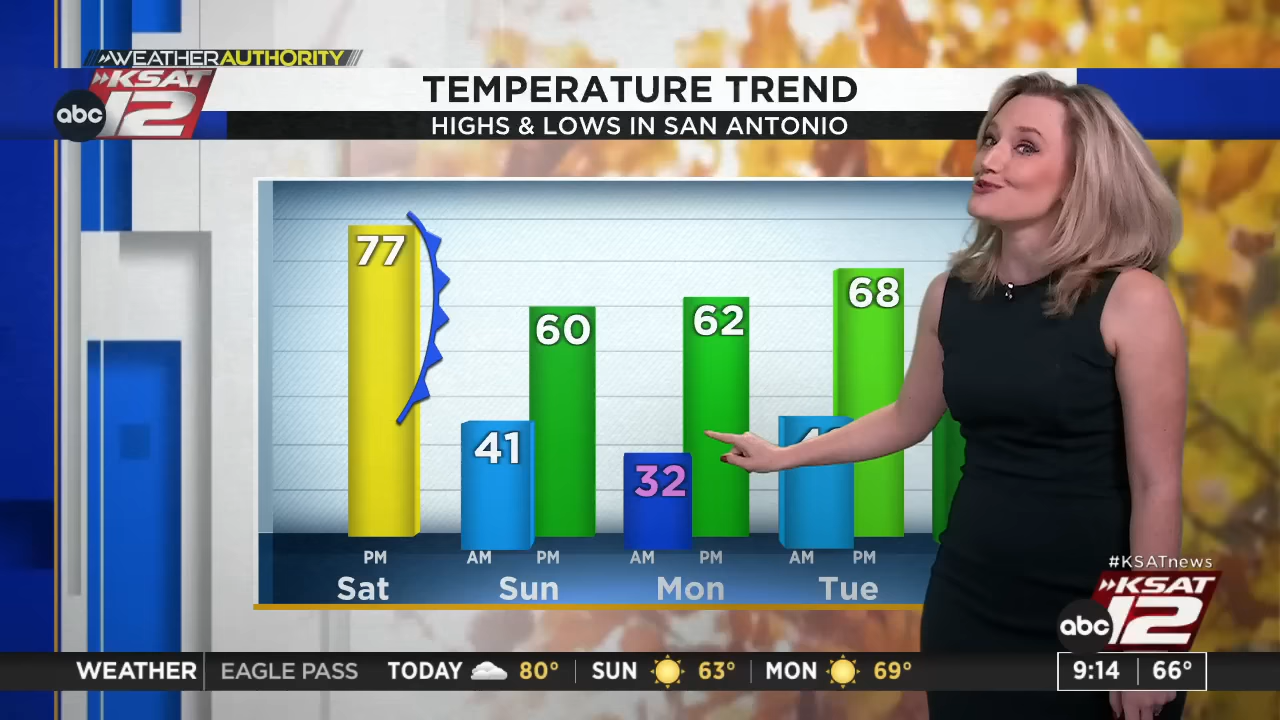 WEATHERAUTHORITY
KSAT
abc 12
TEMPERATURE TREND
HIGHS & LOWS IN SAN ANTONIO
77
41
60
32
62
68
PM
AM PM
AM PM
AM PM
Sat Sun Mon Tue
#KSATnews
KSAT
abc 12
WEATHER EAGLE PASS TODAY 80° SUN 63° MON 69°
9:14 66°